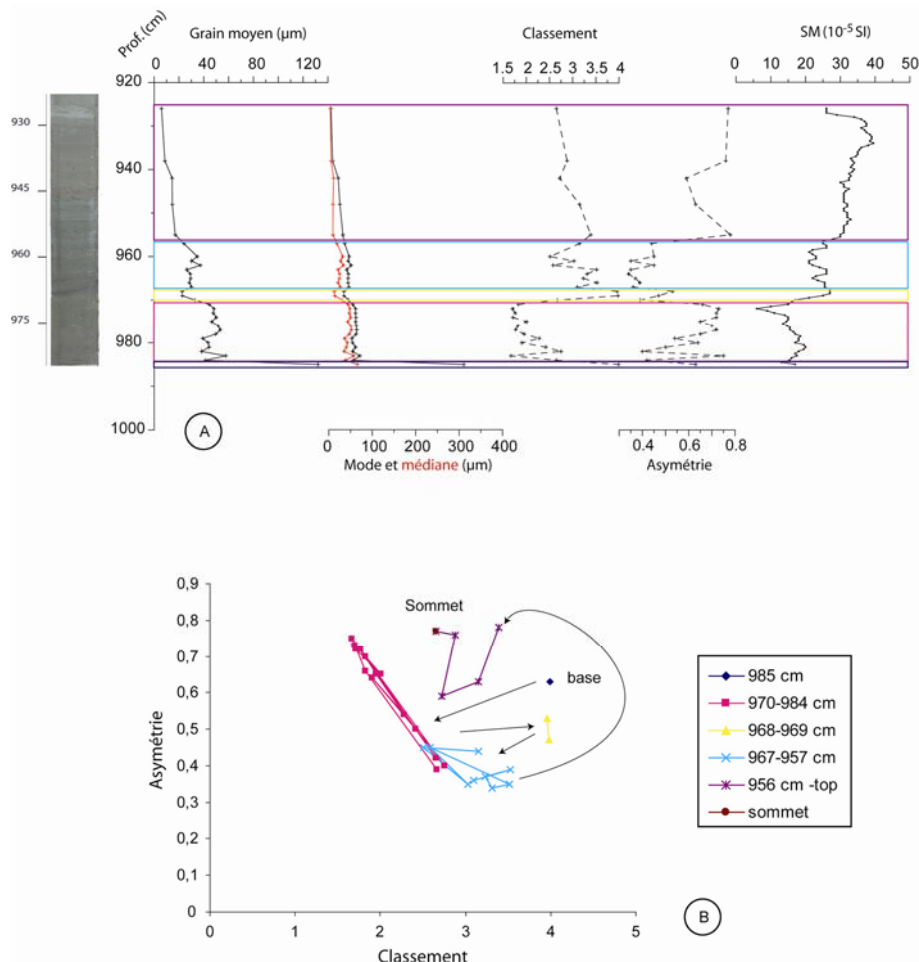 Prof. (cm)
Grain moyen (µm)
Classement
SM (10⁻⁵ SI)
0 40 80 120
1.5 2 2.5 3 3.5 4
0 10 20 30 40 50
920
930
940
945
960
960
975
980
1000
A
0 100 200 300 400
Mode et médiane (µm)
0.4 0.6 0.8
Asymétrie
0,9
0,8
0,7
0,6
0,5
0,4
0,3
0,2
0,1
0
Asymétrie
Sommet
base
0 1 2 3 4 5
Classement
985 cm
970-984 cm
968-969 cm
967-957 cm
956 cm -top
sommet
B